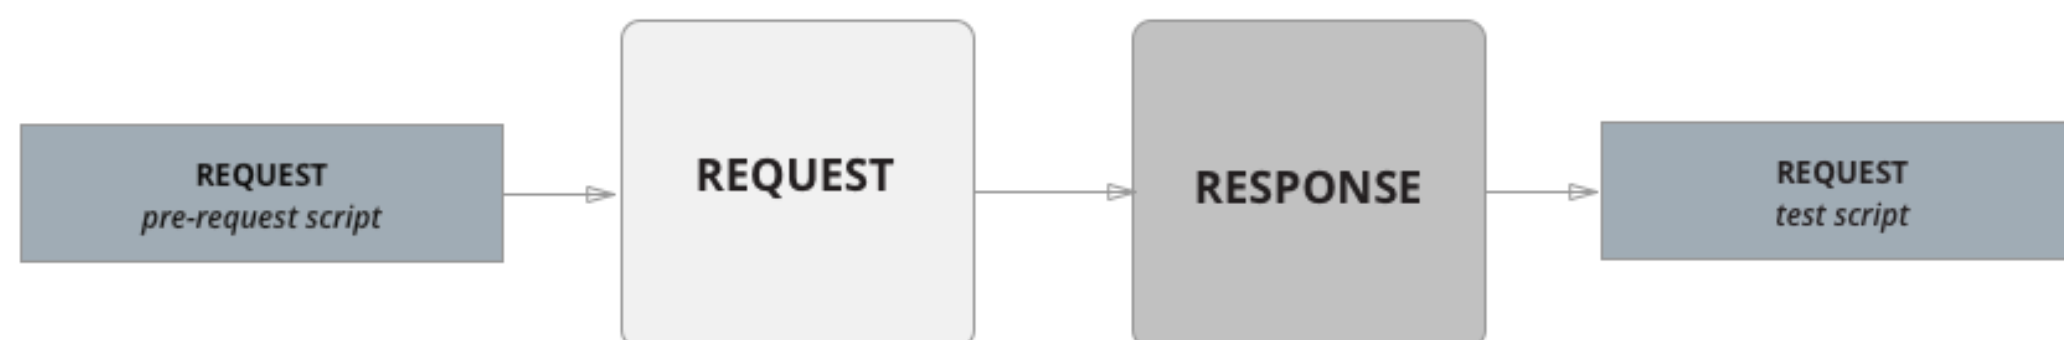 REQUEST
pre-request script
REQUEST
RESPONSE
REQUEST
test script